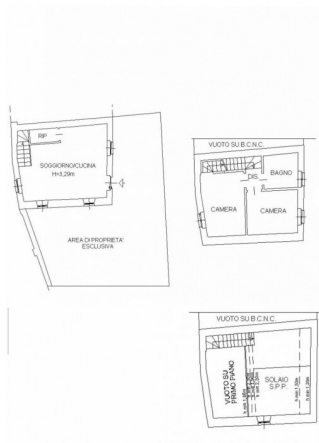 RIP
SOGGIORNO/CUCINA
H=3,29m
AREA DI PROPRIETA'
ESCLUSIVA
VUOTO SU B.C.N.C.
DIS.
BAGNO
CAMERA
CAMERA
VUOTO SU B.C.N.C.
VUOTO SU
PRIMO PIANO
SOLAIO
S.P.P.